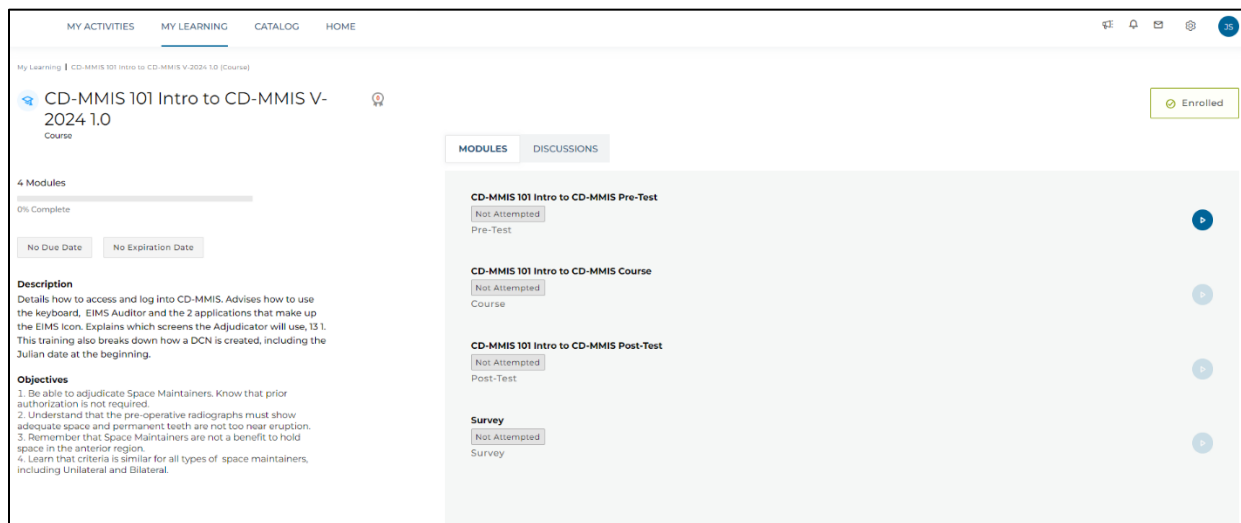 MY ACTIVITIES MY LEARNING CATALOG HOME
JS
My Learning | CD-MMIS 101 Intro to CD-MMIS V-2024 1.0 (Course)
CD-MMIS 101 Intro to CD-MMIS V-
2024 1.0
Course
Enrolled
MODULES DISCUSSIONS
4 Modules
0% Complete
No Due Date No Expiration Date
Description
Details how to access and log into CD-MMIS. Advises how to use
the keyboard, EIMS Auditor and the 2 applications that make up
the EIMS Icon. Explains which screens the Adjudicator will use, 13 1.
This training also breaks down how a DCN is created, including the
Julian date at the beginning.
Objectives
1. Be able to adjudicate Space Maintainers. Know that prior
authorization is not required.
2. Understand that the pre-operative radiographs must show
adequate space and permanent teeth are not too near eruption.
3. Remember that Space Maintainers are not a benefit to hold
space in the anterior region.
4. Learn that criteria is similar for all types of space maintainers,
including Unilateral and Bilateral.
CD-MMIS 101 Intro to CD-MMIS Pre-Test
Not Attempted
Pre-Test
CD-MMIS 101 Intro to CD-MMIS Course
Not Attempted
Course
CD-MMIS 101 Intro to CD-MMIS Post-Test
Not Attempted
Post-Test
Survey
Not Attempted
Survey